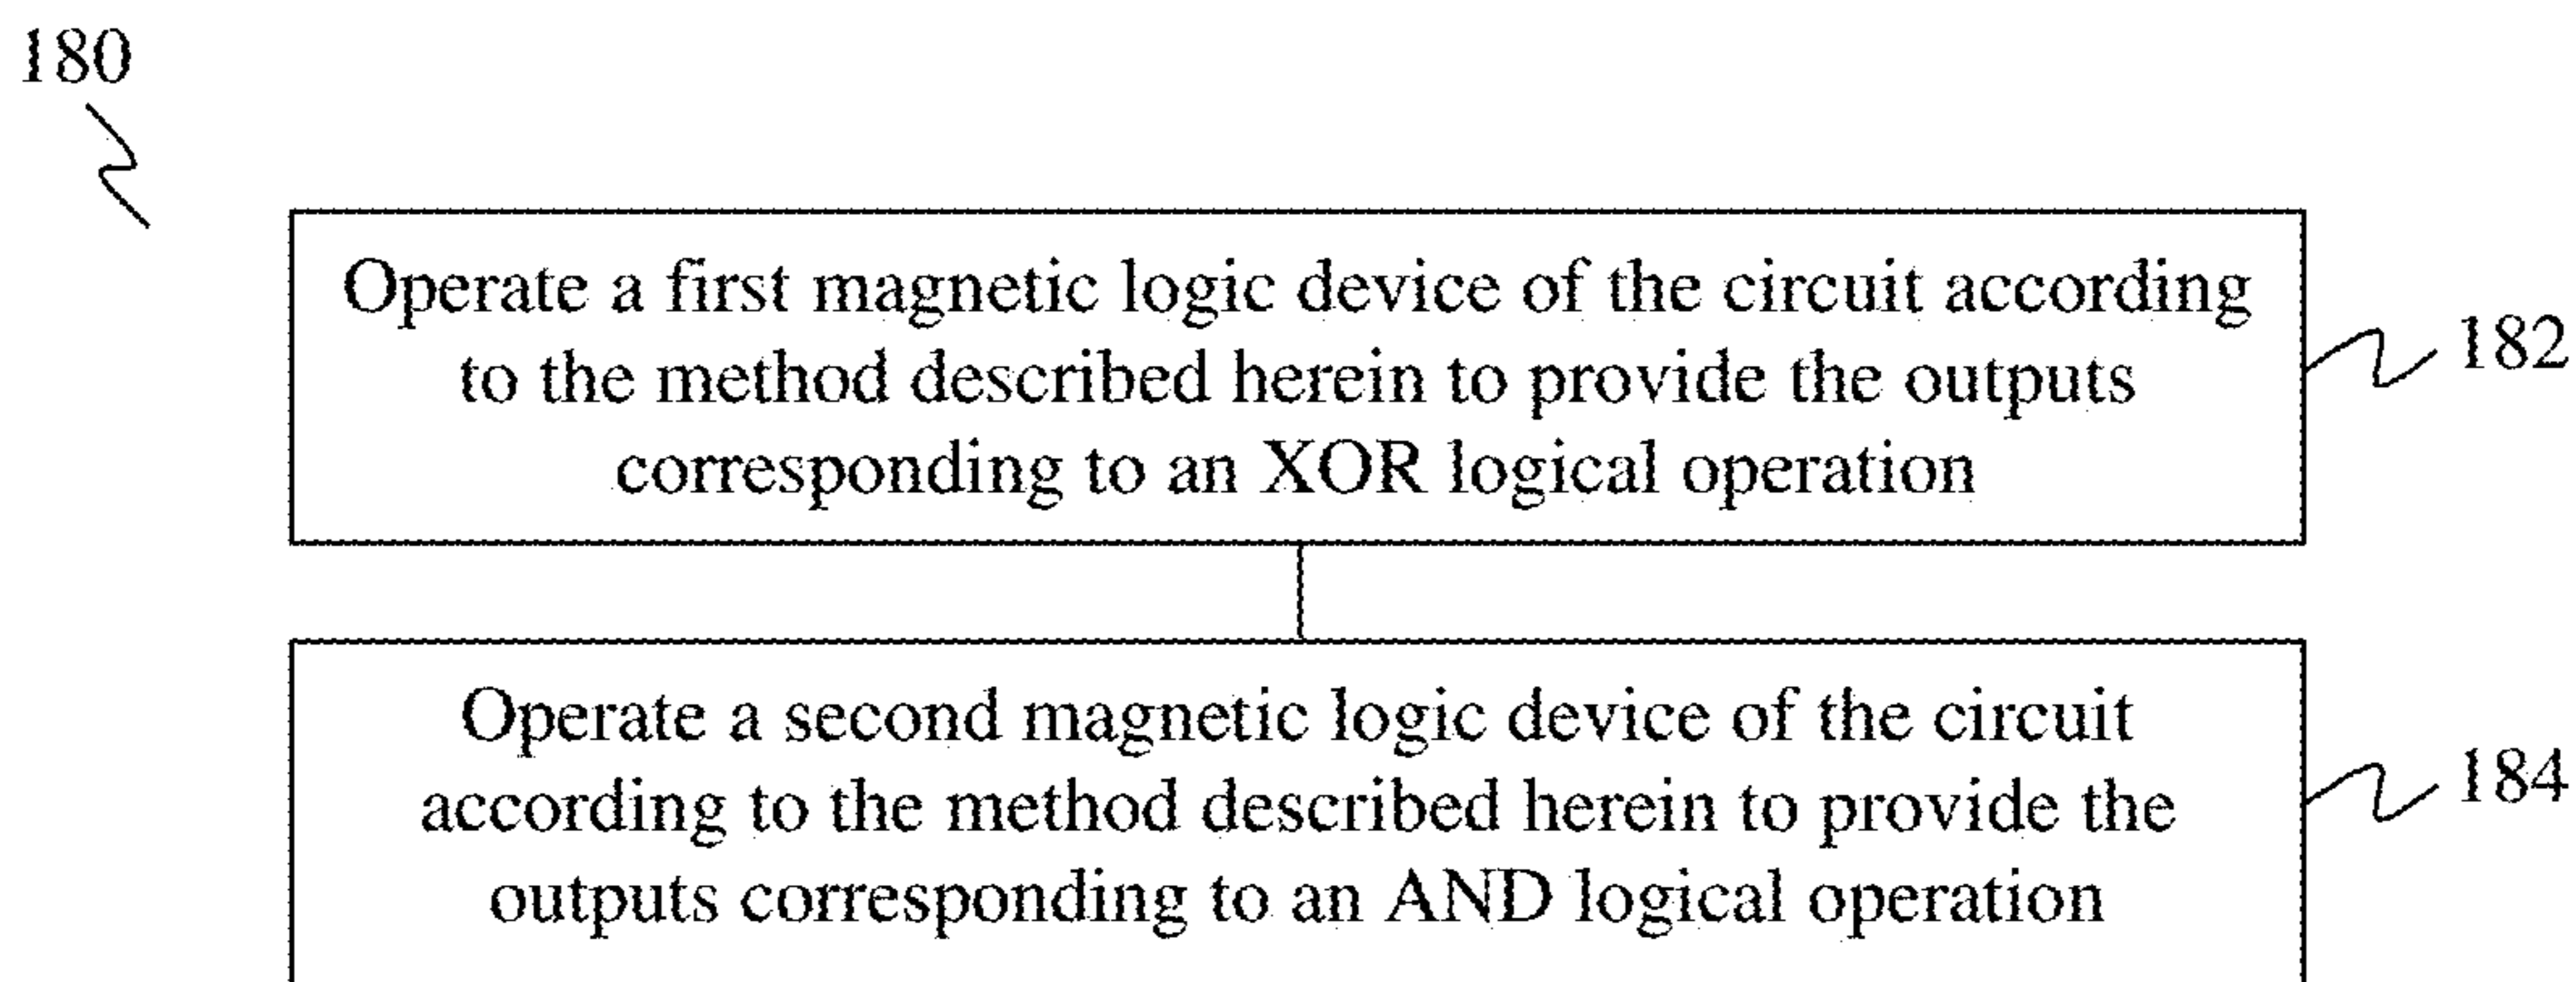 180
Operate a first magnetic logic device of the circuit according
to the method described herein to provide the outputs
corresponding to an XOR logical operation
182
Operate a second magnetic logic device of the circuit
according to the method described herein to provide the
outputs corresponding to an AND logical operation
184